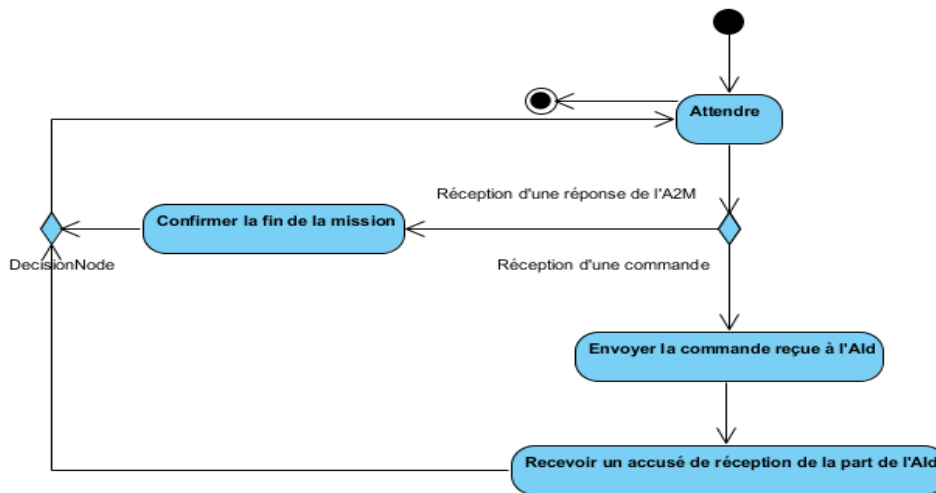 Attendre
Réception d'une réponse de l'A2M
Confirmer la fin de la mission
DecisionNode
Réception d'une commande
Envoyer la commande reçue à l'AId
Recevoir un accusé de réception de la part de l'AId